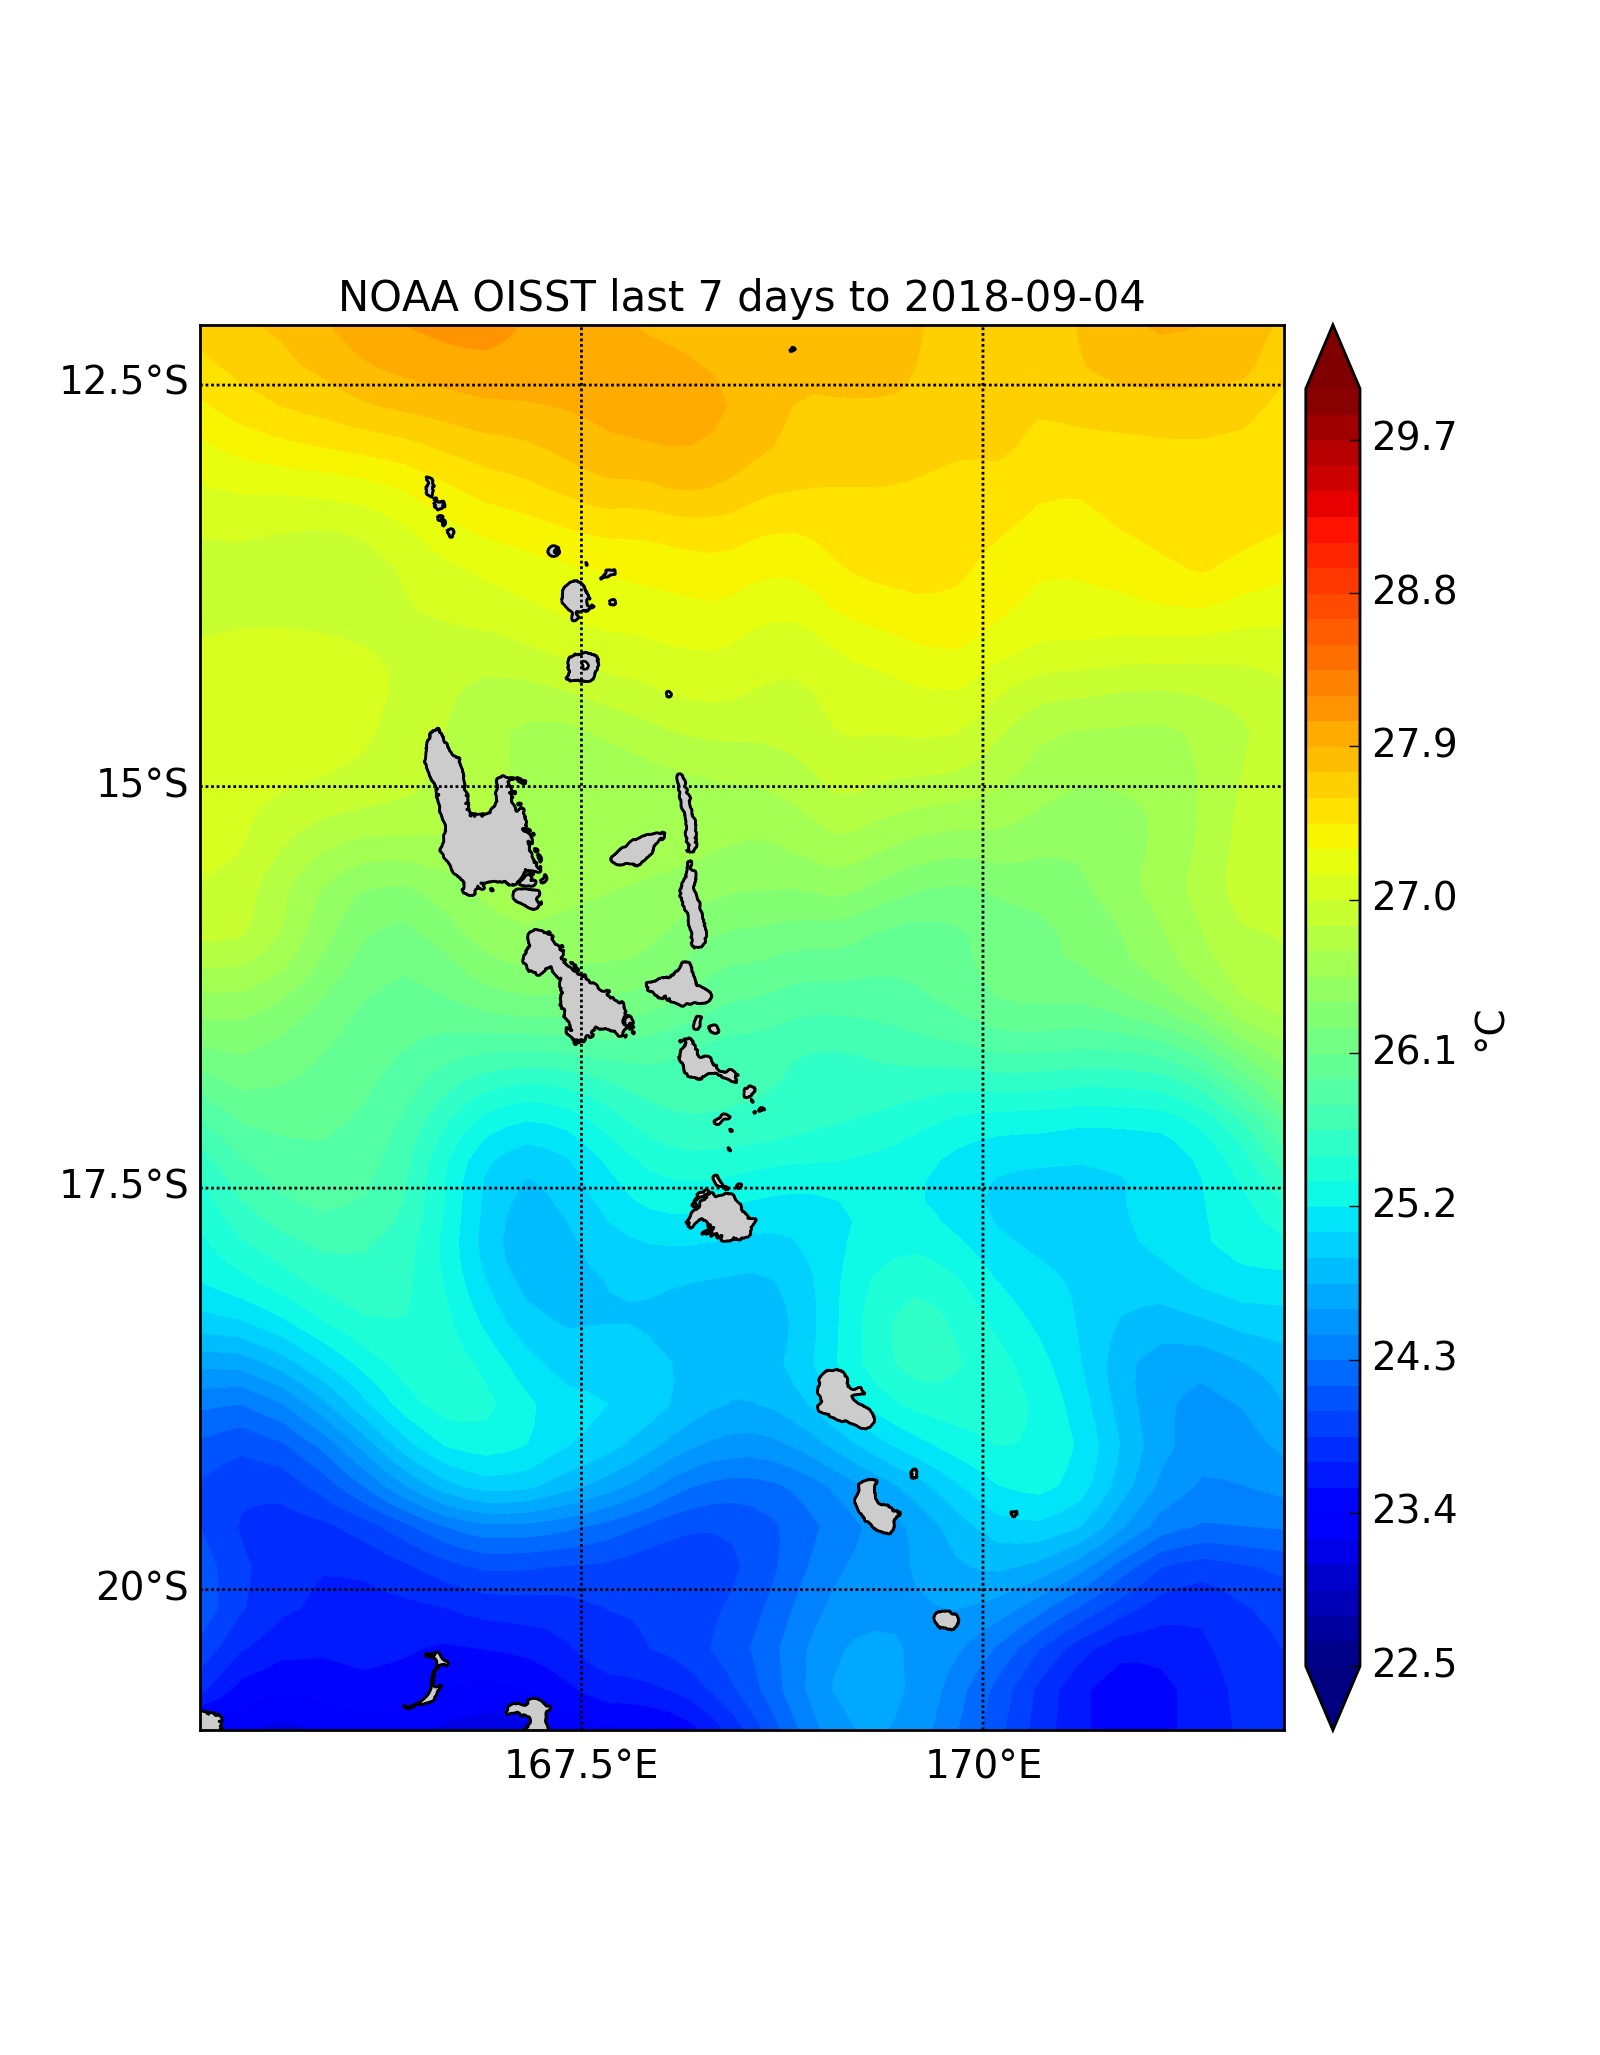 NOAA OISST last 7 days to 2018-09-04
12.5°S
15°S
17.5°S
20°S
167.5°E
170°E
29.7
28.8
27.9
27.0
26.1
25.2
24.3
23.4
22.5
°C